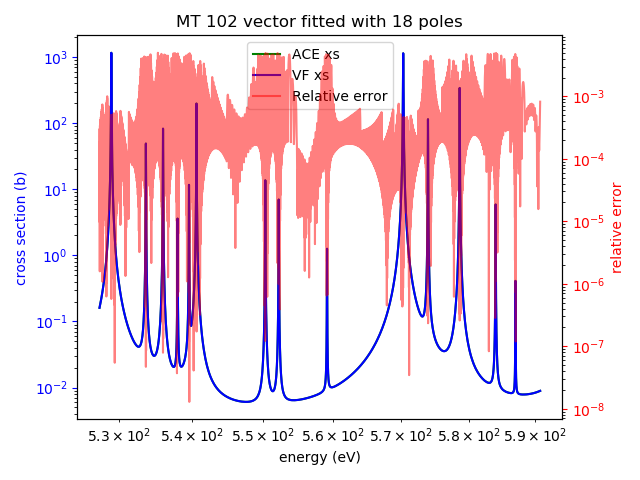 MT 102 vector fitted with 18 poles
ACE xs
VF xs
Relative error
cross section (b)
10³
10²
10¹
10⁰
10⁻¹
10⁻²
relative error
10⁻³
10⁻⁴
10⁻⁵
10⁻⁶
10⁻⁷
10⁻⁸
5.3 × 10² 5.4 × 10² 5.5 × 10² 5.6 × 10² 5.7 × 10² 5.8 × 10² 5.9 × 10²
energy (eV)